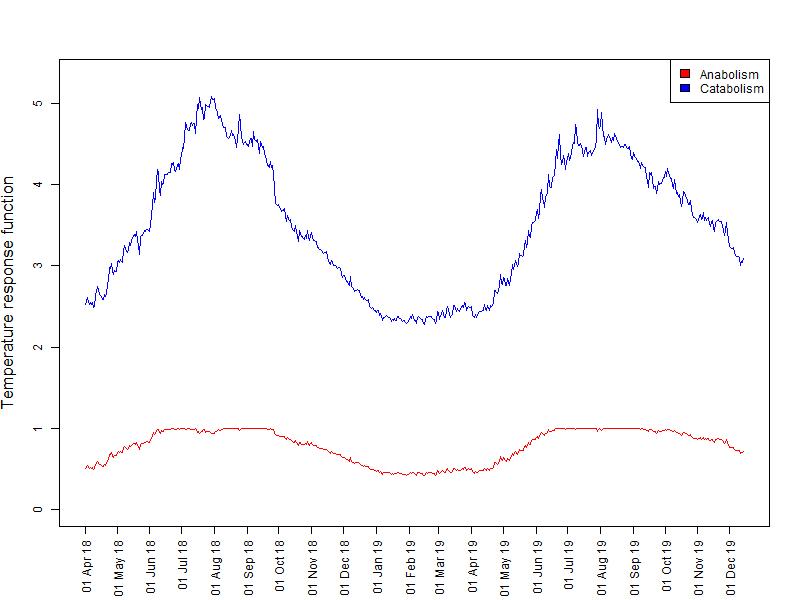 Anabolism
Catabolism
Temperature response function
5
4
3
2
1
0
01 Apr 18
01 May 18
01 Jun 18
01 Jul 18
01 Aug 18
01 Sep 18
01 Oct 18
01 Nov 18
01 Dec 18
01 Jan 19
01 Feb 19
01 Mar 19
01 Apr 19
01 May 19
01 Jun 19
01 Jul 19
01 Aug 19
01 Sep 19
01 Oct 19
01 Nov 19
01 Dec 19